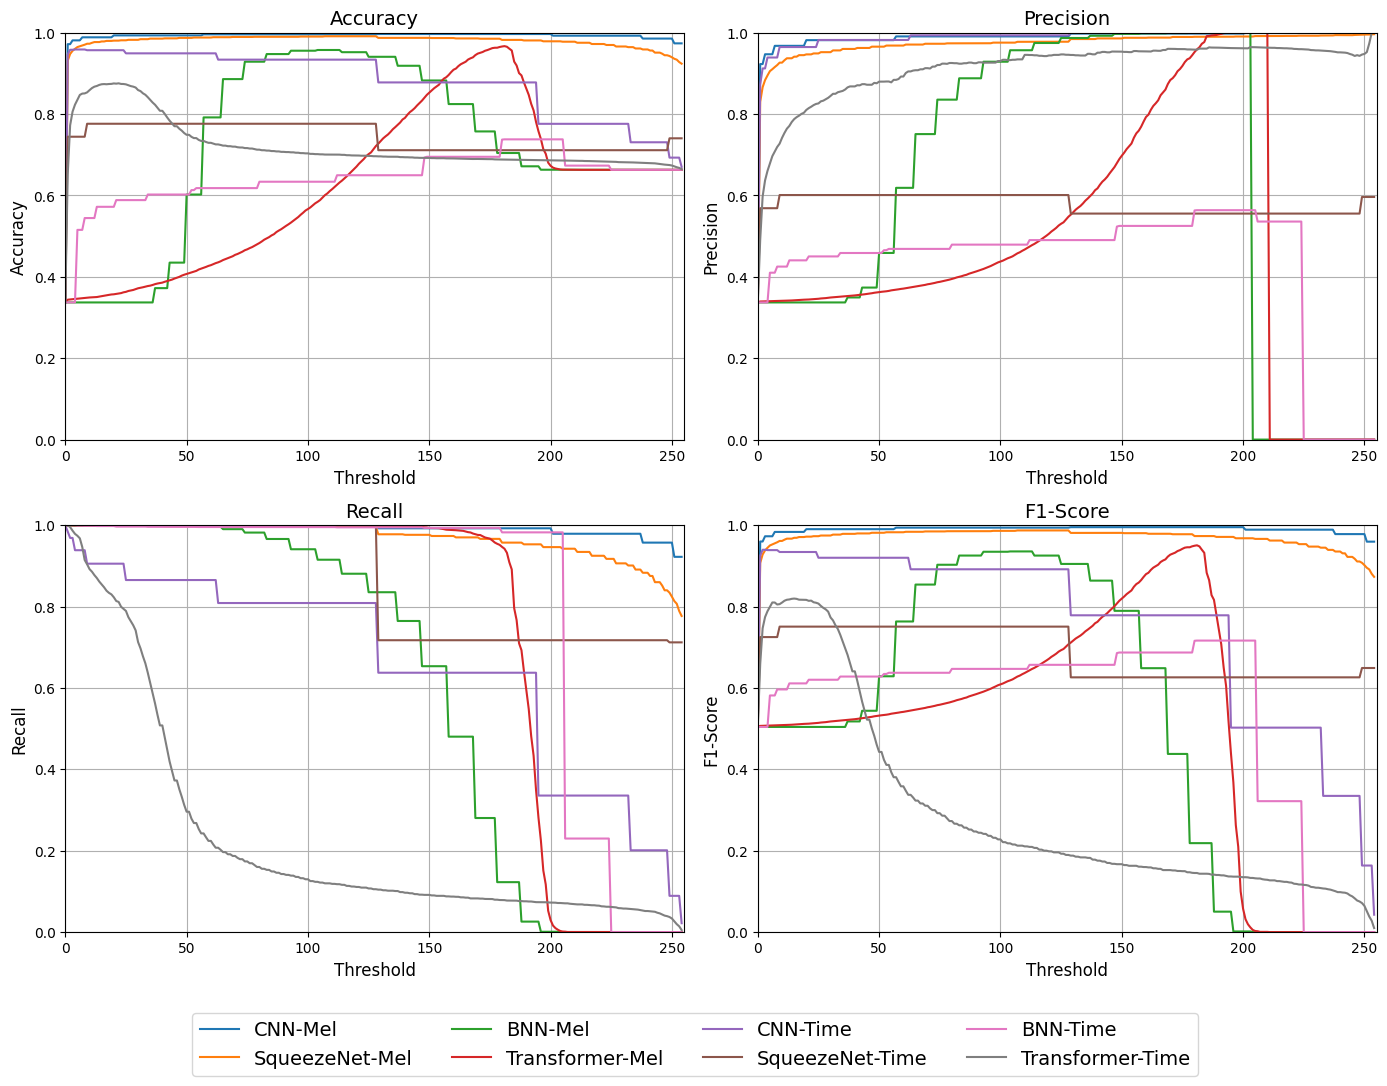 Accuracy
Accuracy
1.0
0.8
0.6
0.4
0.2
0.0
0 50 100 150 200 250
Threshold
Precision
Precision
1.0
0.8
0.6
0.4
0.2
0.0
0 50 100 150 200 250
Threshold
Recall
Recall
1.0
0.8
0.6
0.4
0.2
0.0
0 50 100 150 200 250
Threshold
F1-Score
F1-Score
1.0
0.8
0.6
0.4
0.2
0.0
0 50 100 150 200 250
Threshold
CNN-Mel BNN-Mel CNN-Time BNN-Time
SqueezeNet-Mel Transformer-Mel SqueezeNet-Time Transformer-Time